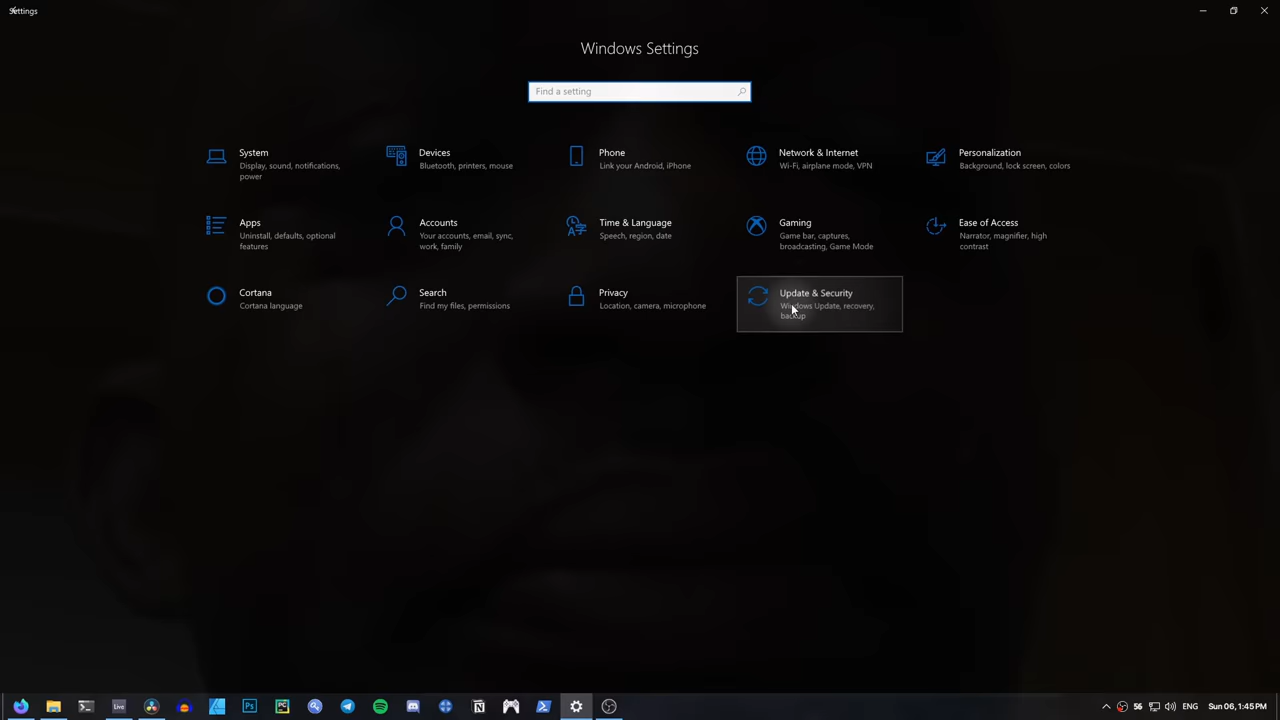 Settings
Windows Settings
Find a setting
System
Display, sound, notifications,
power
Devices
Bluetooth, printers, mouse
Phone
Link your Android, iPhone
Network & Internet
Wi-Fi, airplane mode, VPN
Personalization
Background, lock screen, colors
Apps
Uninstall, defaults, optional
features
Accounts
Your accounts, email, sync,
work, family
Time & Language
Speech, region, date
Gaming
Game bar, captures,
broadcasting, Game Mode
Ease of Access
Narrator, magnifier, high
contrast
Cortana
Cortana language
Search
Find my files, permissions
Privacy
Location, camera, microphone
Update & Security
Windows Update, recovery,
backup
Live
Ps
PC
56
ENG
Sun 06, 1:45 PM